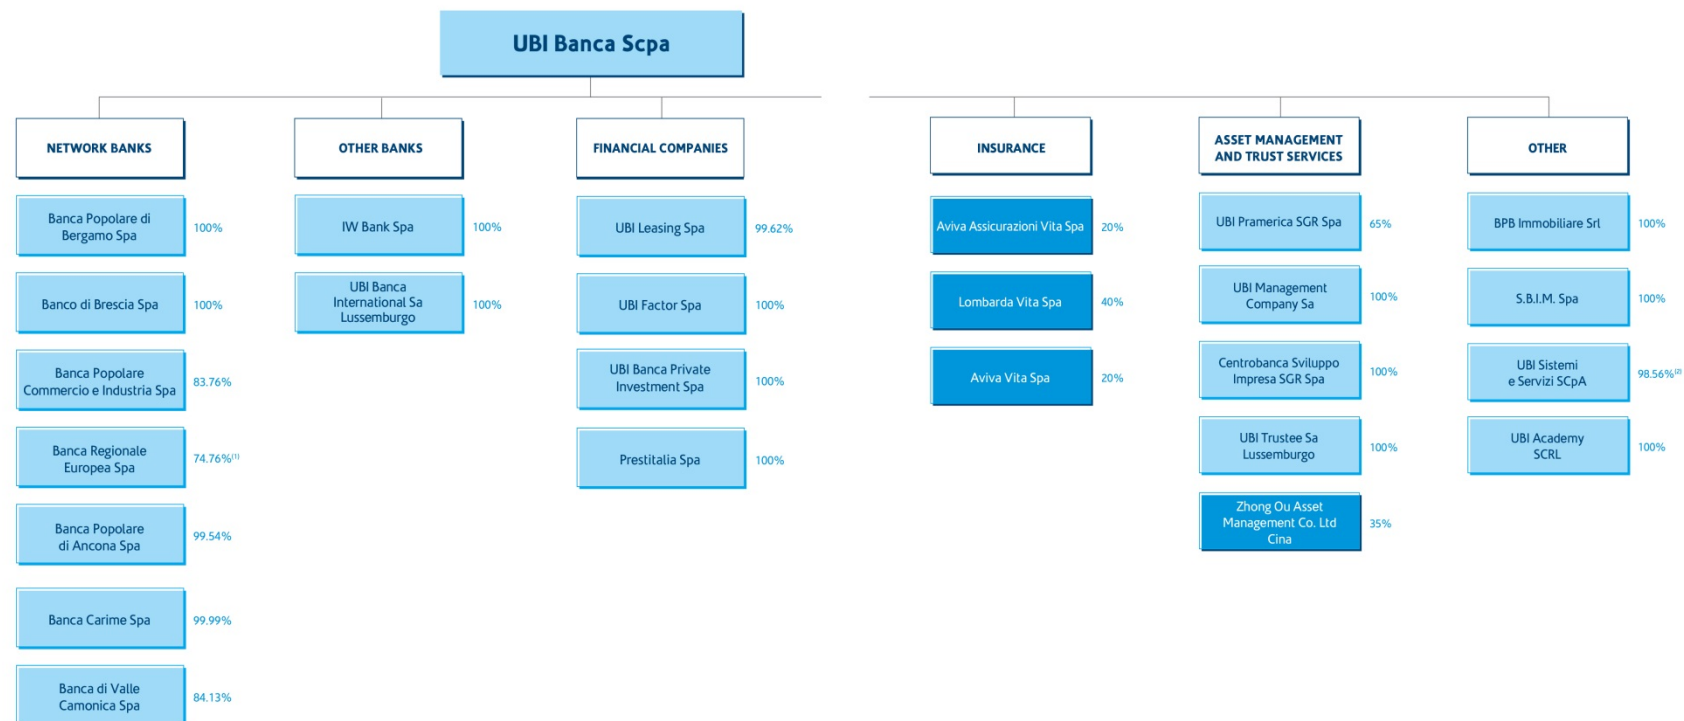 UBI Banca Scpa
NETWORK BANKS
Banca Popolare di
Bergamo Spa
100%
Banco di Brescia Spa
100%
Banca Popolare
Commercio e Industria Spa
83.76%
Banca Regionale
Europea Spa
74.76%(1)
Banca Popolare
di Ancona Spa
99.54%
Banca Carime Spa
99.99%
Banca di Valle
Camonica Spa
84.13%
OTHER BANKS
IW Bank Spa
100%
UBI Banca
International Sa
Lussemburgo
100%
FINANCIAL COMPANIES
UBI Leasing Spa
99.62%
UBI Factor Spa
100%
UBI Banca Private
Investment Spa
100%
Prestitalia Spa
100%
INSURANCE
Aviva Assicurazioni Vita Spa
20%
Lombarda Vita Spa
40%
Aviva Vita Spa
20%
ASSET MANAGEMENT
AND TRUST SERVICES
UBI Pramerica SGR Spa
65%
UBI Management
Company Sa
100%
Centrobanca Sviluppo
Impresa SGR Spa
100%
UBI Trustee Sa
Lussemburgo
100%
Zhong Ou Asset
Management Co. Ltd
Cina
35%
OTHER
BPB Immobiliare Srl
100%
S.B.I.M. Spa
100%
UBI Sistemi
e Servizi SCpA
98.56%(2)
UBI Academy
SCRL
100%